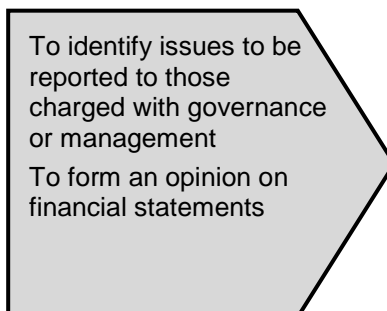 To identify issues to be
reported to those
charged with governance
or management
To form an opinion on
financial statements